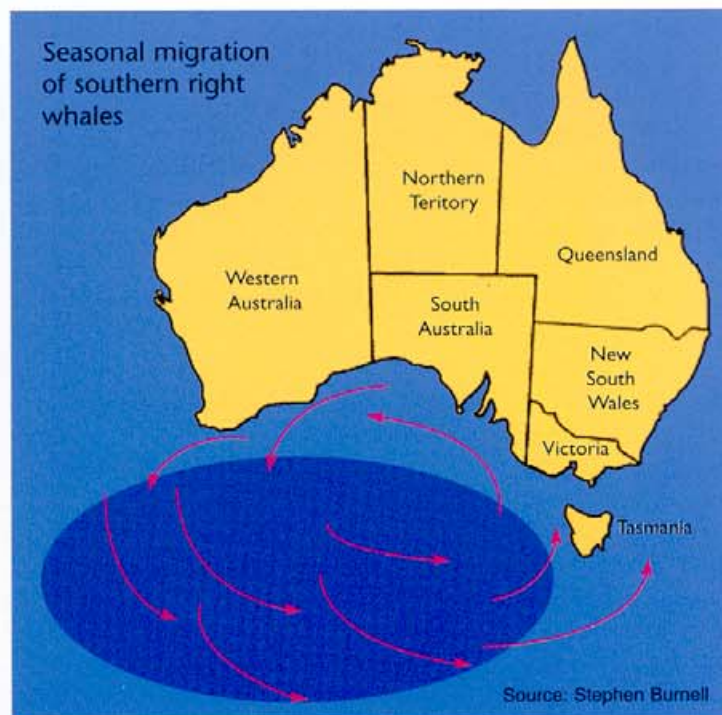 Seasonal migration
of southern right
whales
Northern
Teritory
Queensland
Western
Australia
South
Australia
New
South
Wales
Victoria
Tasmania
Source: Stephen Burnell